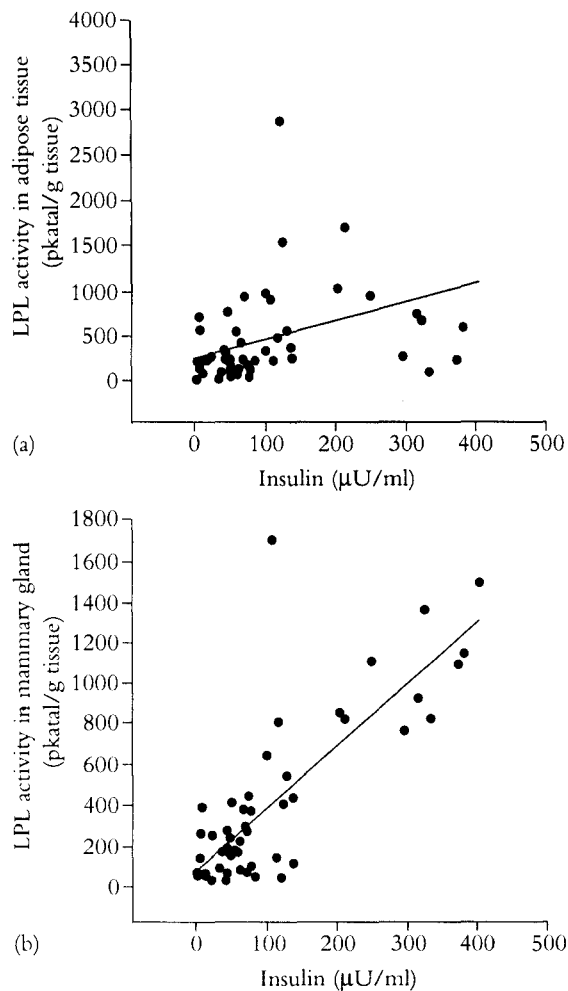 4000
3500
3000
2500
2000
1500
1000
500
0
LPL activity in adipose tissue
(pkatal/g tissue)
0 100 200 300 400 500
(a)
Insulin (µU/ml)
1800
1600
1400
1200
1000
800
600
400
200
0
LPL activity in mammary gland
(pkatal/g tissue)
0 100 200 300 400 500
(b)
Insulin (µU/ml)